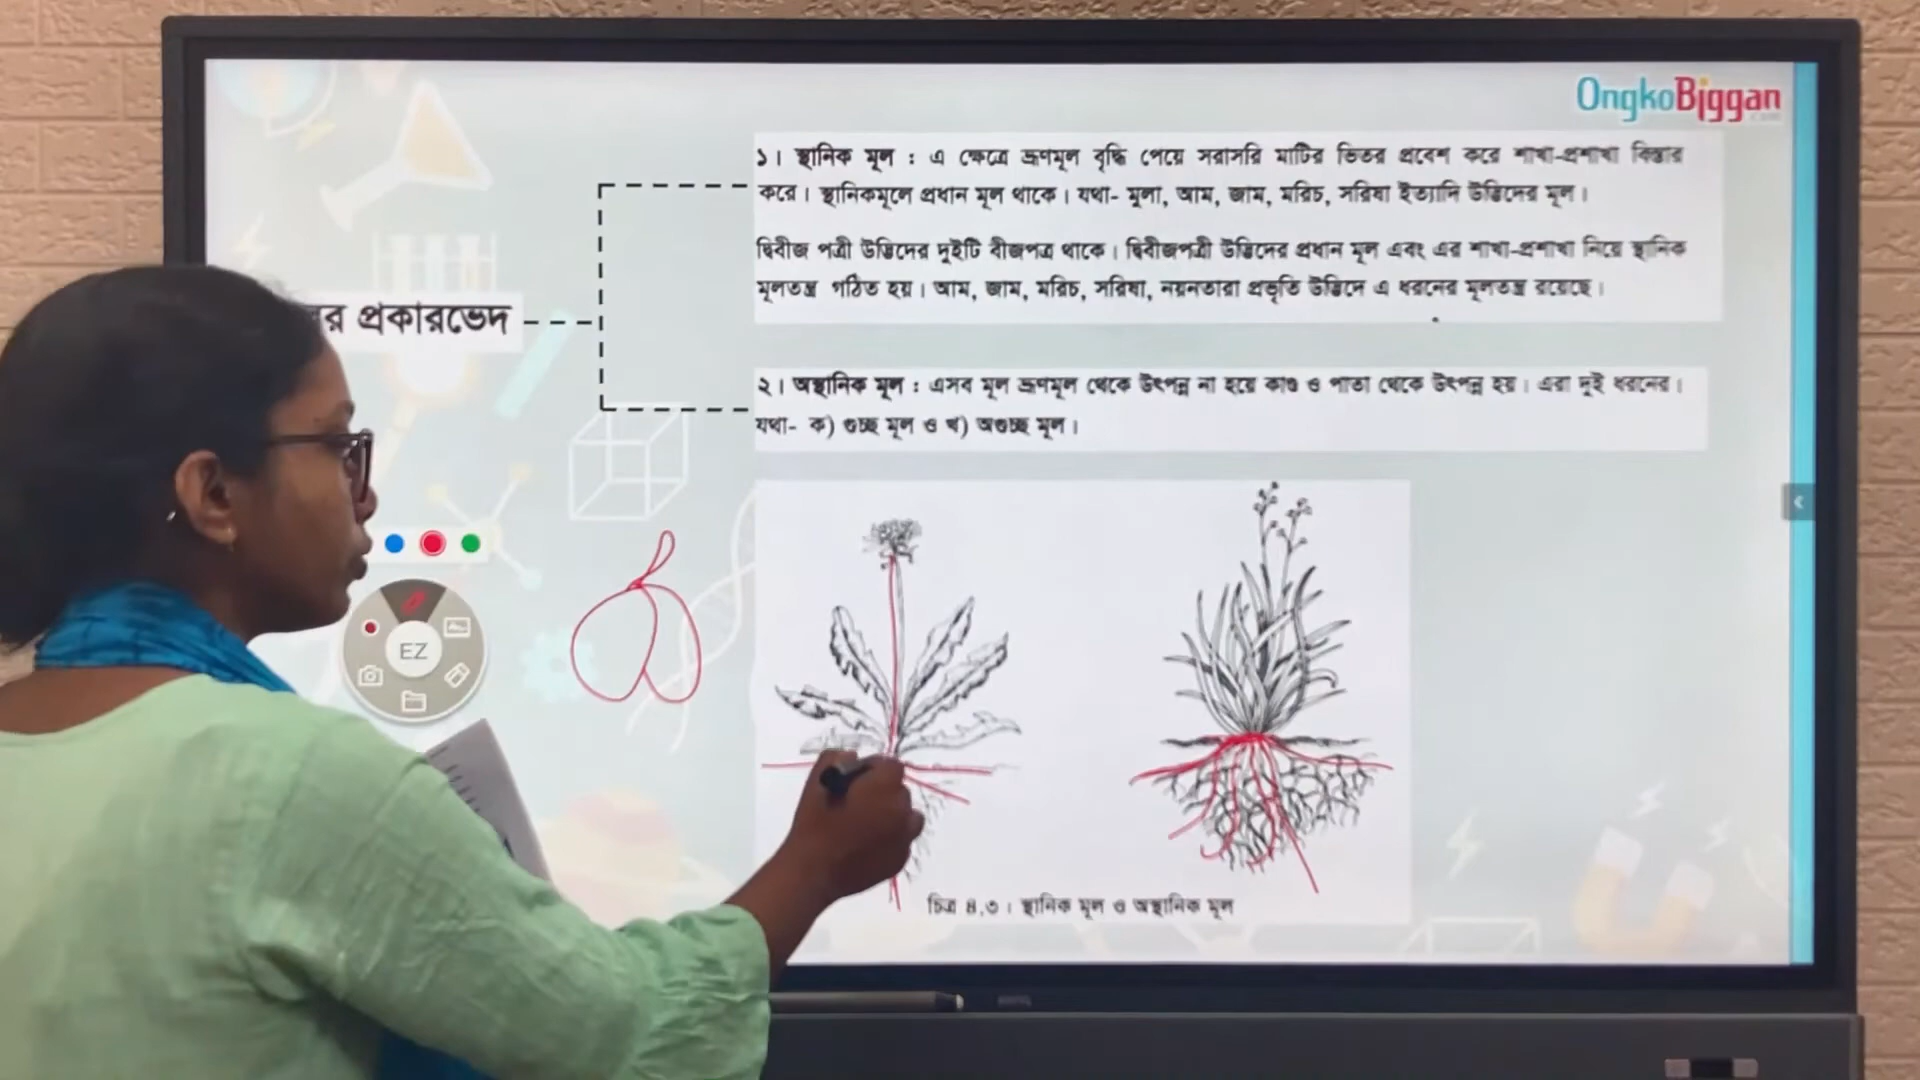 OngkoBiggan
১। স্থানিক মূল : এ ক্ষেত্রে ভ্রূণমূল বৃদ্ধি পেয়ে সরাসরি মাটির ভিতর প্রবেশ করে শাখা-প্রশাখা বিস্তার
করে। স্থানিকমূলে প্রধান মূল থাকে। যথা- মুলা, আম, জাম, মরিচ, সরিষা ইত্যাদি উদ্ভিদের মূল।
দ্বিবীজ পত্রী উদ্ভিদের দুইটি বীজপত্র থাকে। দ্বিবীজপত্রী উদ্ভিদের প্রধান মূল এবং এর শাখা-প্রশাখা নিয়ে স্থানিক
মূলতন্ত্র গঠিত হয়। আম, জাম, মরিচ, সরিষা, নয়নতারা প্রভৃতি উদ্ভিদে এ ধরনের মূলতন্ত্র রয়েছে।
প্রকারভেদ
২। অস্থানিক মূল : এসব মূল ভ্রূণমূল থেকে উৎপন্ন না হয়ে কাণ্ড ও পাতা থেকে উৎপন্ন হয়। এরা দুই ধরনের।
যথা- ক) গুচ্ছ মূল ও খ) অগুচ্ছ মূল।
EZ
চিত্র ৪.৩। স্থানিক মূল ও অস্থানিক মূল